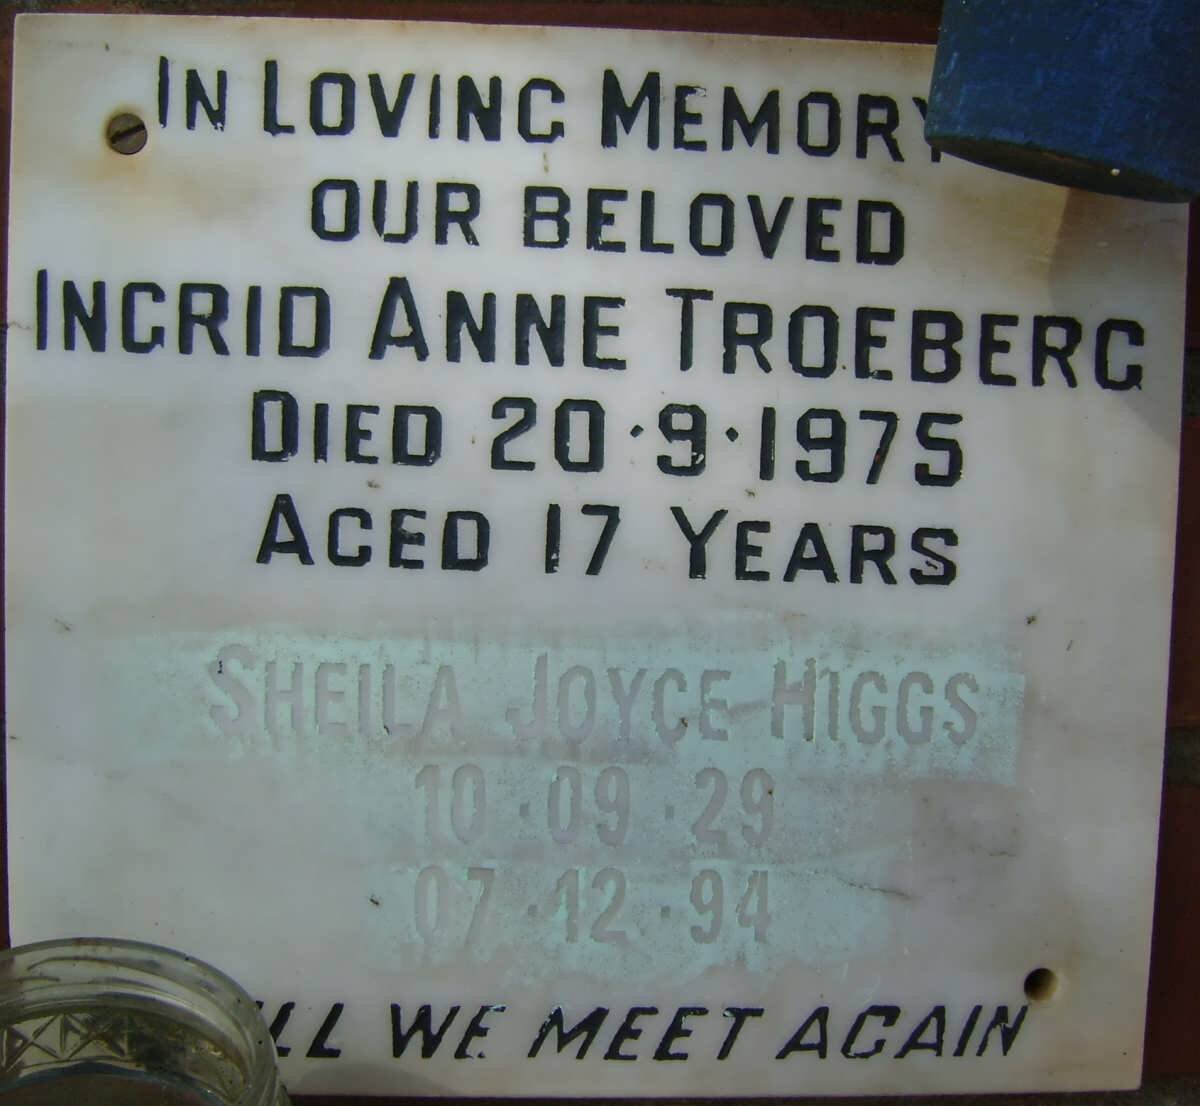 IN LOVING MEMORY
OUR BELOVED
INGRID ANNE TROEBERG
DIED 20·9·1975
AGED 17 YEARS
SHEILA JOYCE HIGGS
10·09·29
07·12·94
WE MEET AGAIN